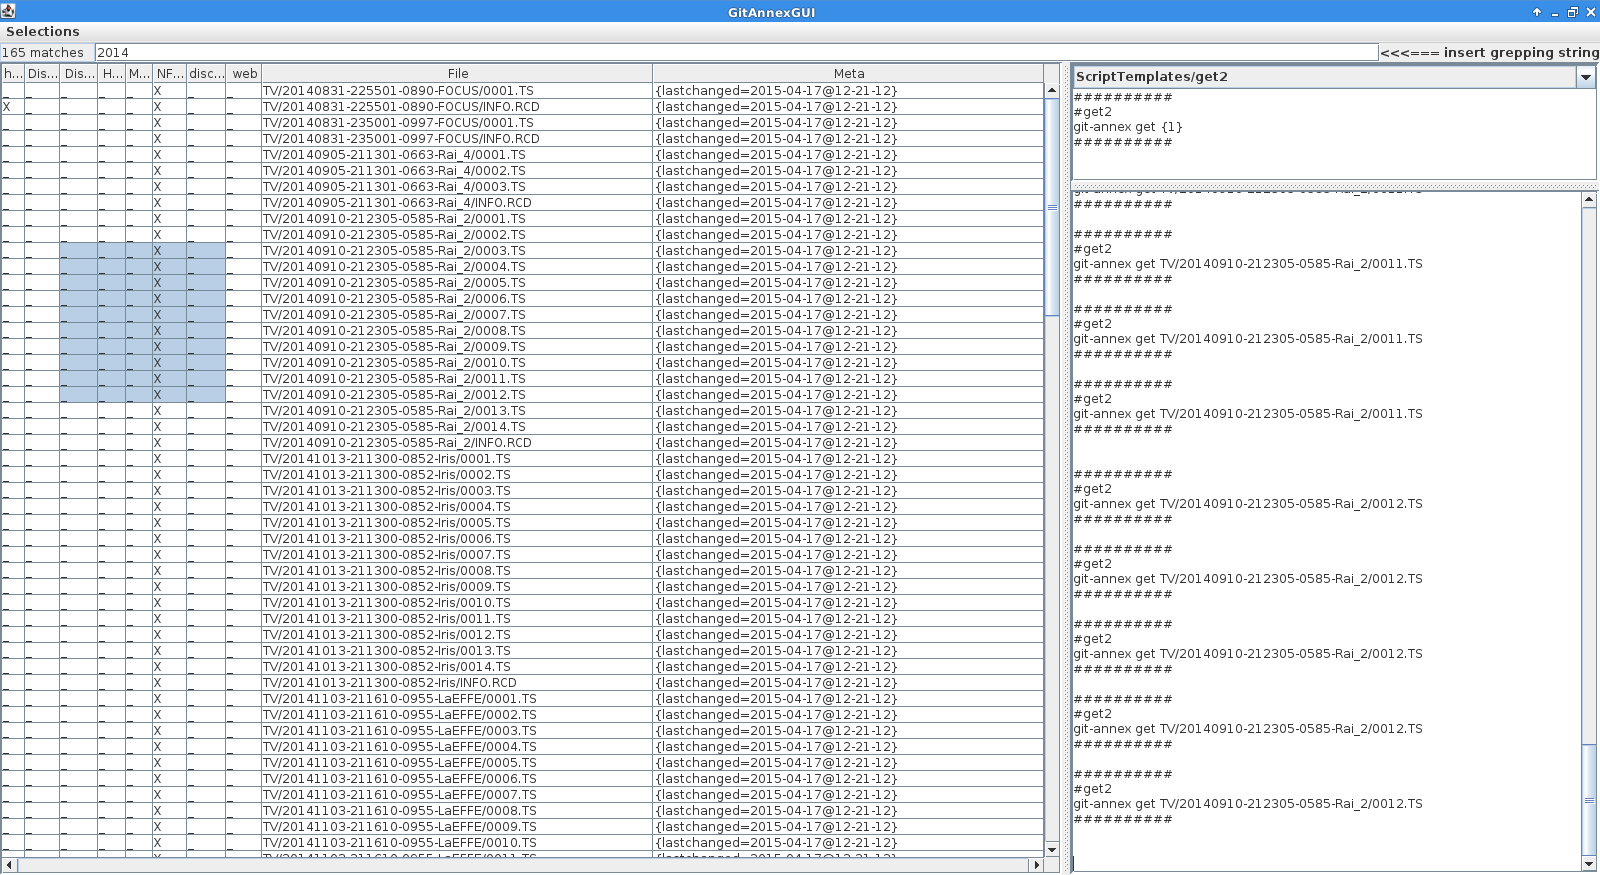 GitAnnexGUI
Selections
165 matches 2014 <<<=== insert grepping string
h... Dis... Dis... H... M... NF... disc... web File Meta
_ _ _ _ _ X _ _ TV/20140831-225501-0890-FOCUS/0001.TS {lastchanged=2015-04-17@12-21-12}
X _ _ _ _ X _ _ TV/20140831-225501-0890-FOCUS/INFO.RCD {lastchanged=2015-04-17@12-21-12}
_ _ _ _ _ X _ _ TV/20140831-235001-0997-FOCUS/0001.TS {lastchanged=2015-04-17@12-21-12}
_ _ _ _ _ X _ _ TV/20140831-235001-0997-FOCUS/INFO.RCD {lastchanged=2015-04-17@12-21-12}
_ _ _ _ _ X _ _ TV/20140905-211301-0663-Rai_4/0001.TS {lastchanged=2015-04-17@12-21-12}
_ _ _ _ _ X _ _ TV/20140905-211301-0663-Rai_4/0002.TS {lastchanged=2015-04-17@12-21-12}
_ _ _ _ _ X _ _ TV/20140905-211301-0663-Rai_4/0003.TS {lastchanged=2015-04-17@12-21-12}
_ _ _ _ _ X _ _ TV/20140905-211301-0663-Rai_4/INFO.RCD {lastchanged=2015-04-17@12-21-12}
_ _ _ _ _ X _ _ TV/20140910-212305-0585-Rai_2/0001.TS {lastchanged=2015-04-17@12-21-12}
_ _ _ _ _ X _ _ TV/20140910-212305-0585-Rai_2/0002.TS {lastchanged=2015-04-17@12-21-12}
_ _ _ _ _ X _ _ TV/20140910-212305-0585-Rai_2/0003.TS {lastchanged=2015-04-17@12-21-12}
_ _ _ _ _ X _ _ TV/20140910-212305-0585-Rai_2/0004.TS {lastchanged=2015-04-17@12-21-12}
_ _ _ _ _ X _ _ TV/20140910-212305-0585-Rai_2/0005.TS {lastchanged=2015-04-17@12-21-12}
_ _ _ _ _ X _ _ TV/20140910-212305-0585-Rai_2/0006.TS {lastchanged=2015-04-17@12-21-12}
_ _ _ _ _ X _ _ TV/20140910-212305-0585-Rai_2/0007.TS {lastchanged=2015-04-17@12-21-12}
_ _ _ _ _ X _ _ TV/20140910-212305-0585-Rai_2/0008.TS {lastchanged=2015-04-17@12-21-12}
_ _ _ _ _ X _ _ TV/20140910-212305-0585-Rai_2/0009.TS {lastchanged=2015-04-17@12-21-12}
_ _ _ _ _ X _ _ TV/20140910-212305-0585-Rai_2/0010.TS {lastchanged=2015-04-17@12-21-12}
_ _ _ _ _ X _ _ TV/20140910-212305-0585-Rai_2/0011.TS {lastchanged=2015-04-17@12-21-12}
_ _ _ _ _ X _ _ TV/20140910-212305-0585-Rai_2/0012.TS {lastchanged=2015-04-17@12-21-12}
_ _ _ _ _ X _ _ TV/20140910-212305-0585-Rai_2/0013.TS {lastchanged=2015-04-17@12-21-12}
_ _ _ _ _ X _ _ TV/20140910-212305-0585-Rai_2/0014.TS {lastchanged=2015-04-17@12-21-12}
_ _ _ _ _ X _ _ TV/20140910-212305-0585-Rai_2/INFO.RCD {lastchanged=2015-04-17@12-21-12}
_ _ _ _ _ X _ _ TV/20141013-211300-0852-Iris/0001.TS {lastchanged=2015-04-17@12-21-12}
_ _ _ _ _ X _ _ TV/20141013-211300-0852-Iris/0002.TS {lastchanged=2015-04-17@12-21-12}
_ _ _ _ _ X _ _ TV/20141013-211300-0852-Iris/0003.TS {lastchanged=2015-04-17@12-21-12}
_ _ _ _ _ X _ _ TV/20141013-211300-0852-Iris/0004.TS {lastchanged=2015-04-17@12-21-12}
_ _ _ _ _ X _ _ TV/20141013-211300-0852-Iris/0005.TS {lastchanged=2015-04-17@12-21-12}
_ _ _ _ _ X _ _ TV/20141013-211300-0852-Iris/0006.TS {lastchanged=2015-04-17@12-21-12}
_ _ _ _ _ X _ _ TV/20141013-211300-0852-Iris/0007.TS {lastchanged=2015-04-17@12-21-12}
_ _ _ _ _ X _ _ TV/20141013-211300-0852-Iris/0008.TS {lastchanged=2015-04-17@12-21-12}
_ _ _ _ _ X _ _ TV/20141013-211300-0852-Iris/0009.TS {lastchanged=2015-04-17@12-21-12}
_ _ _ _ _ X _ _ TV/20141013-211300-0852-Iris/0010.TS {lastchanged=2015-04-17@12-21-12}
_ _ _ _ _ X _ _ TV/20141013-211300-0852-Iris/0011.TS {lastchanged=2015-04-17@12-21-12}
_ _ _ _ _ X _ _ TV/20141013-211300-0852-Iris/0012.TS {lastchanged=2015-04-17@12-21-12}
_ _ _ _ _ X _ _ TV/20141013-211300-0852-Iris/0013.TS {lastchanged=2015-04-17@12-21-12}
_ _ _ _ _ X _ _ TV/20141013-211300-0852-Iris/0014.TS {lastchanged=2015-04-17@12-21-12}
_ _ _ _ _ X _ _ TV/20141013-211300-0852-Iris/INFO.RCD {lastchanged=2015-04-17@12-21-12}
_ _ _ _ _ X _ _ TV/20141103-211610-0955-LaEFFE/0001.TS {lastchanged=2015-04-17@12-21-12}
_ _ _ _ _ X _ _ TV/20141103-211610-0955-LaEFFE/0002.TS {lastchanged=2015-04-17@12-21-12}
_ _ _ _ _ X _ _ TV/20141103-211610-0955-LaEFFE/0003.TS {lastchanged=2015-04-17@12-21-12}
_ _ _ _ _ X _ _ TV/20141103-211610-0955-LaEFFE/0004.TS {lastchanged=2015-04-17@12-21-12}
_ _ _ _ _ X _ _ TV/20141103-211610-0955-LaEFFE/0005.TS {lastchanged=2015-04-17@12-21-12}
_ _ _ _ _ X _ _ TV/20141103-211610-0955-LaEFFE/0006.TS {lastchanged=2015-04-17@12-21-12}
_ _ _ _ _ X _ _ TV/20141103-211610-0955-LaEFFE/0007.TS {lastchanged=2015-04-17@12-21-12}
_ _ _ _ _ X _ _ TV/20141103-211610-0955-LaEFFE/0008.TS {lastchanged=2015-04-17@12-21-12}
_ _ _ _ _ X _ _ TV/20141103-211610-0955-LaEFFE/0009.TS {lastchanged=2015-04-17@12-21-12}
_ _ _ _ _ X _ _ TV/20141103-211610-0955-LaEFFE/0010.TS {lastchanged=2015-04-17@12-21-12}
ScriptTemplates/get2
##########
#get2
git-annex get {1}
##########
##########
##########
#get2
git-annex get TV/20140910-212305-0585-Rai_2/0011.TS
##########
##########
#get2
git-annex get TV/20140910-212305-0585-Rai_2/0011.TS
##########
##########
#get2
git-annex get TV/20140910-212305-0585-Rai_2/0011.TS
##########
##########
#get2
git-annex get TV/20140910-212305-0585-Rai_2/0012.TS
##########
##########
#get2
git-annex get TV/20140910-212305-0585-Rai_2/0012.TS
##########
##########
#get2
git-annex get TV/20140910-212305-0585-Rai_2/0012.TS
##########
##########
#get2
git-annex get TV/20140910-212305-0585-Rai_2/0012.TS
##########
##########
#get2
git-annex get TV/20140910-212305-0585-Rai_2/0012.TS
##########